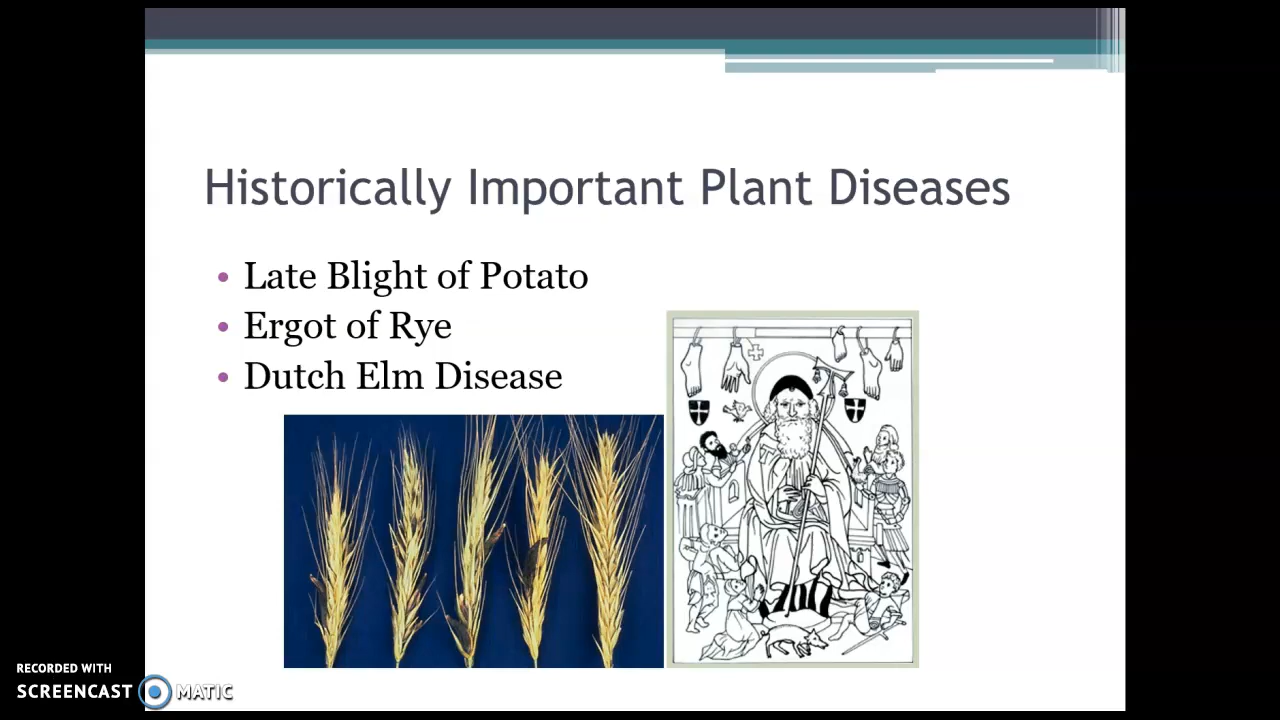 Historically Important Plant Diseases
• Late Blight of Potato
• Ergot of Rye
• Dutch Elm Disease
RECORDED WITH
SCREENCAST MATIC